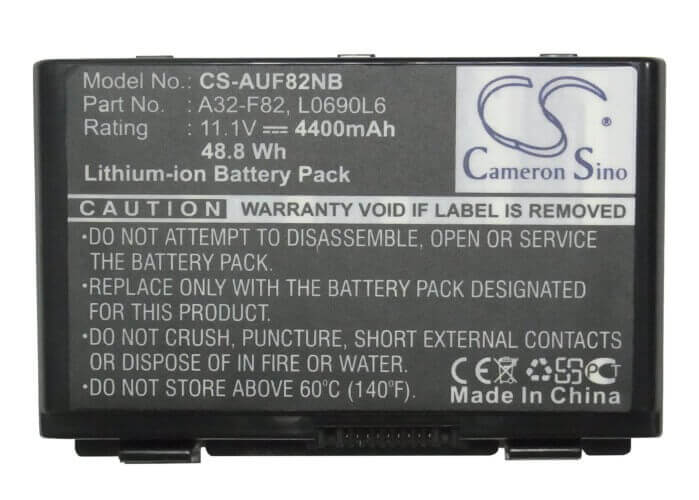 Model No.: CS-AUF82NB
Part No.: A32-F82, L0690L6
Rating: 11.1V ⎓ 4400mAh
48.8 Wh
Lithium-ion Battery Pack
CS
Cameron Sino
CAUTION WARRANTY VOID IF LABEL IS REMOVED
•DO NOT ATTEMPT TO DISASSEMBLE, OPEN OR SERVICE
THE BATTERY PACK.
•REPLACE ONLY WITH THE BATTERY DESIGNATED
FOR THIS PRODUCT.
•DO NOT CRUSH, PUNCTURE, SHORT EXTERNAL CONTACTS
OR DISPOSE OF IN FIRE OR WATER.
•DO NOT STORE ABOVE 60°C (140°F).
CE PCT
Made In China